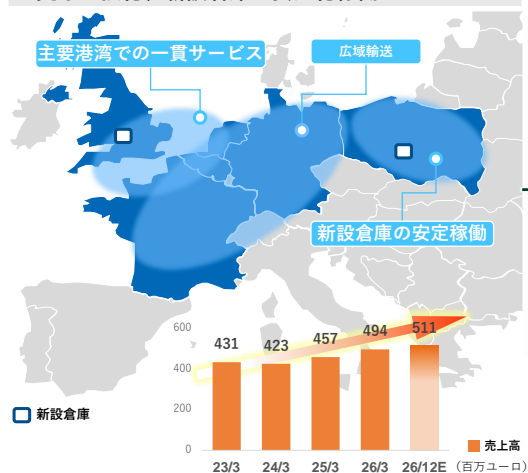 主要港湾での一貫サービス
広域輸送
新設倉庫の安定稼働
600
400
200
0
431
423
457
494
511
23/3
24/3
25/3
26/3
26/12E
新設倉庫
売上高
（百万ユーロ）